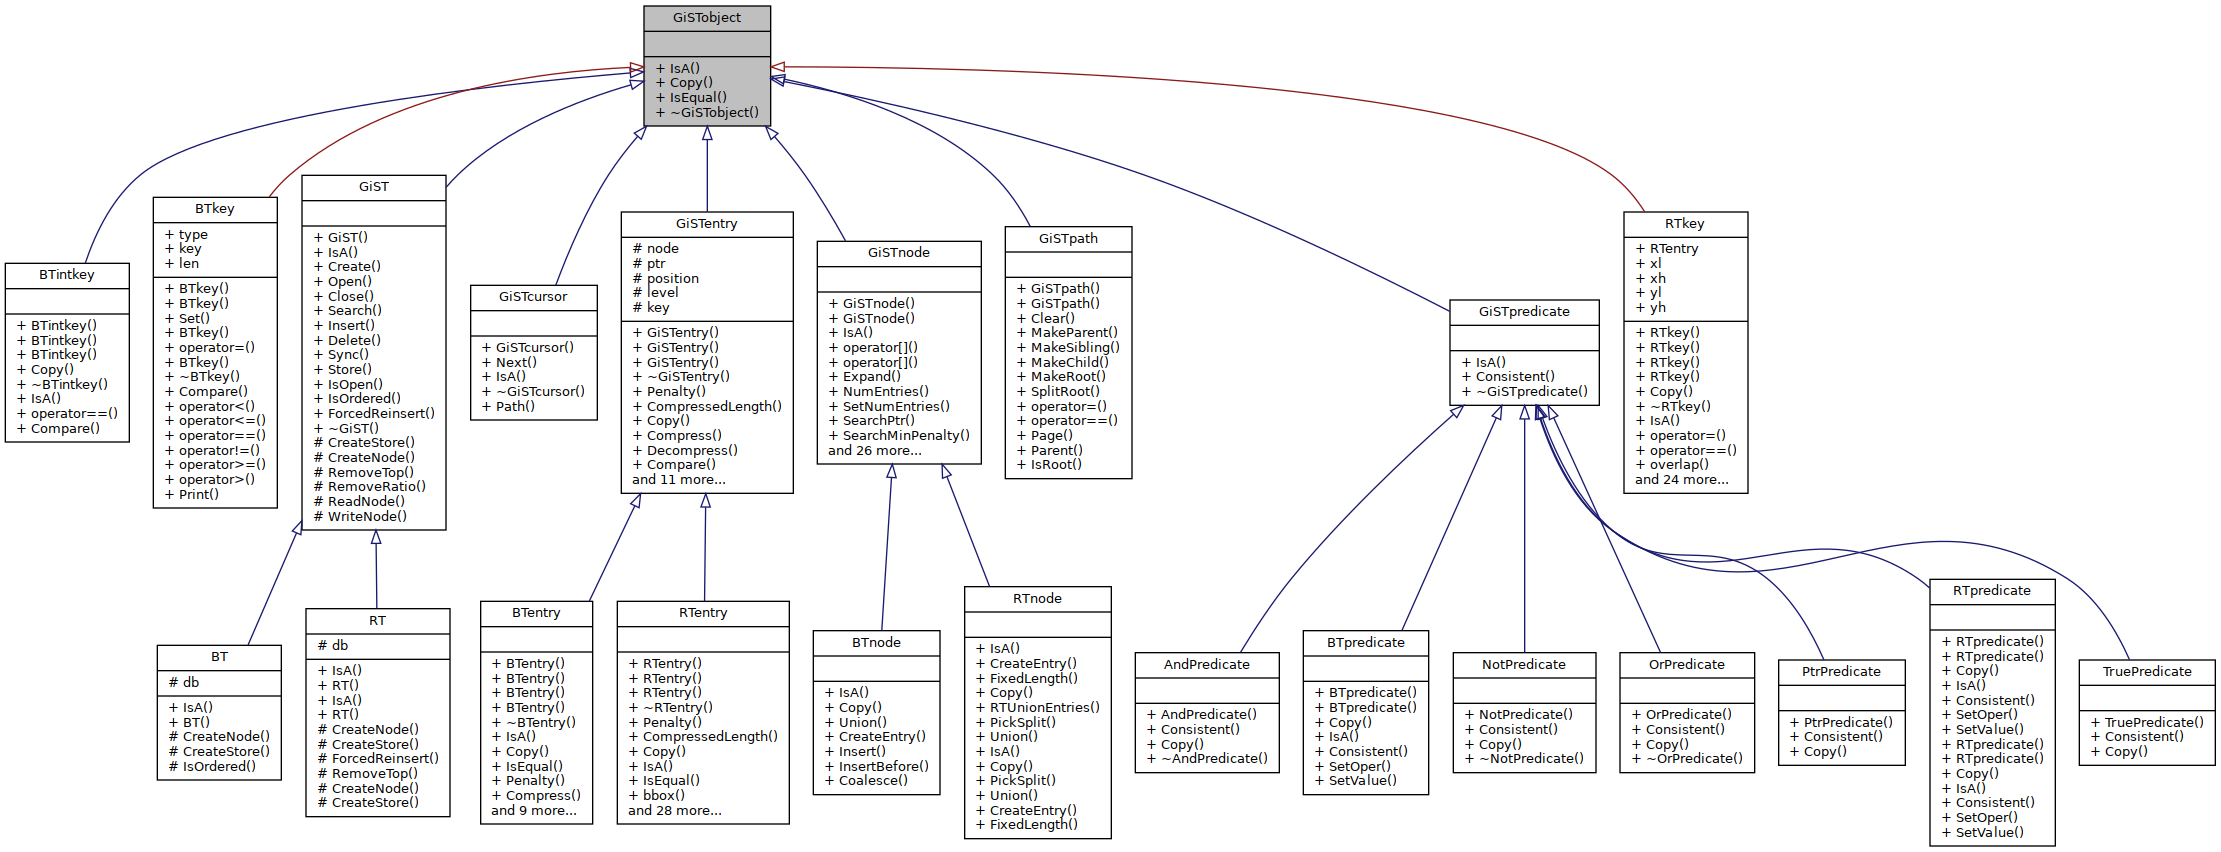 GiSTobject
+ IsA()
+ Copy()
+ IsEqual()
+ ~GiSTobject()
BTintkey
+ BTintkey()
+ BTintkey()
+ BTintkey()
+ Copy()
+ ~BTintkey()
+ IsA()
+ operator==()
+ Compare()
BTkey
+ type
+ key
+ len
+ BTkey()
+ BTkey()
+ Set()
+ BTkey()
+ operator=()
+ BTkey()
+ ~BTkey()
+ Compare()
+ operator<()
+ operator<=()
+ operator==()
+ operator!=()
+ operator>=()
+ operator>()
+ Print()
GiST
+ GiST()
+ IsA()
+ Create()
+ Open()
+ Close()
+ Search()
+ Insert()
+ Delete()
+ Sync()
+ Store()
+ IsOpen()
+ IsOrdered()
+ ForcedReinsert()
+ ~GiST()
# CreateStore()
# CreateNode()
# RemoveTop()
# RemoveRatio()
# ReadNode()
# WriteNode()
GiSTcursor
+ GiSTcursor()
+ Next()
+ IsA()
+ ~GiSTcursor()
+ Path()
GiSTentry
# node
# ptr
# position
# level
# key
+ GiSTentry()
+ GiSTentry()
+ GiSTentry()
+ ~GiSTentry()
+ Penalty()
+ CompressedLength()
+ Copy()
+ Compress()
+ Decompress()
+ Compare()
and 11 more...
GiSTnode
+ GiSTnode()
+ GiSTnode()
+ IsA()
+ operator[]()
+ operator[]()
+ Expand()
+ NumEntries()
+ SetNumEntries()
+ SearchPtr()
+ SearchMinPenalty()
and 26 more...
GiSTpath
+ GiSTpath()
+ GiSTpath()
+ Clear()
+ MakeParent()
+ MakeSibling()
+ MakeChild()
+ MakeRoot()
+ SplitRoot()
+ operator=()
+ operator==()
+ Page()
+ Parent()
+ IsRoot()
GiSTpredicate
+ IsA()
+ Consistent()
+ ~GiSTpredicate()
RTkey
+ RTentry
+ xl
+ xh
+ yl
+ yh
+ RTkey()
+ RTkey()
+ RTkey()
+ RTkey()
+ Copy()
+ ~RTkey()
+ IsA()
+ operator=()
+ operator==()
+ overlap()
and 24 more...
BT
# db
+ IsA()
+ BT()
# CreateNode()
# CreateStore()
# IsOrdered()
RT
# db
+ IsA()
+ RT()
+ IsA()
+ RT()
# CreateNode()
# CreateStore()
# ForcedReinsert()
# RemoveTop()
# CreateNode()
# CreateStore()
BTentry
+ BTentry()
+ BTentry()
+ BTentry()
+ BTentry()
+ ~BTentry()
+ IsA()
+ Copy()
+ IsEqual()
+ Penalty()
+ Compress()
and 9 more...
RTentry
+ RTentry()
+ RTentry()
+ RTentry()
+ ~RTentry()
+ Penalty()
+ CompressedLength()
+ Copy()
+ IsA()
+ IsEqual()
+ bbox()
and 28 more...
BTnode
+ IsA()
+ Copy()
+ Union()
+ CreateEntry()
+ Insert()
+ InsertBefore()
+ Coalesce()
RTnode
+ IsA()
+ CreateEntry()
+ FixedLength()
+ Copy()
+ RTUnionEntries()
+ PickSplit()
+ Union()
+ IsA()
+ Copy()
+ PickSplit()
+ Union()
+ CreateEntry()
+ FixedLength()
AndPredicate
+ AndPredicate()
+ Consistent()
+ Copy()
+ ~AndPredicate()
BTpredicate
+ BTpredicate()
+ BTpredicate()
+ Copy()
+ IsA()
+ Consistent()
+ SetOper()
+ SetValue()
NotPredicate
+ NotPredicate()
+ Consistent()
+ Copy()
+ ~NotPredicate()
OrPredicate
+ OrPredicate()
+ Consistent()
+ Copy()
+ ~OrPredicate()
PtrPredicate
+ PtrPredicate()
+ Consistent()
+ Copy()
RTpredicate
+ RTpredicate()
+ RTpredicate()
+ Copy()
+ IsA()
+ Consistent()
+ SetOper()
+ SetValue()
+ RTpredicate()
+ RTpredicate()
+ Copy()
+ IsA()
+ Consistent()
+ SetOper()
+ SetValue()
TruePredicate
+ TruePredicate()
+ Consistent()
+ Copy()